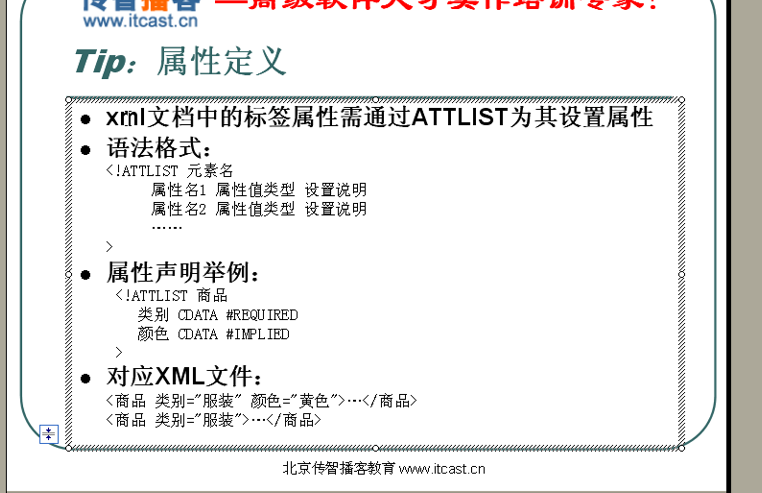 传智播客 —高级软件人才实作培训专家!
www.itcast.cn
Tip: 属性定义
● xml文档中的标签属性需通过ATTLIST为其设置属性
● 语法格式：
<!ATTLIST 元素名
属性名1 属性值类型 设置说明
属性名2 属性值类型 设置说明
……
>
● 属性声明举例：
<!ATTLIST 商品
类别 CDATA #REQUIRED
颜色 CDATA #IMPLIED
>
● 对应XML文件：
<商品 类别="服装" 颜色="黄色">…</商品>
<商品 类别="服装">…</商品>
北京传智播客教育 www.itcast.cn